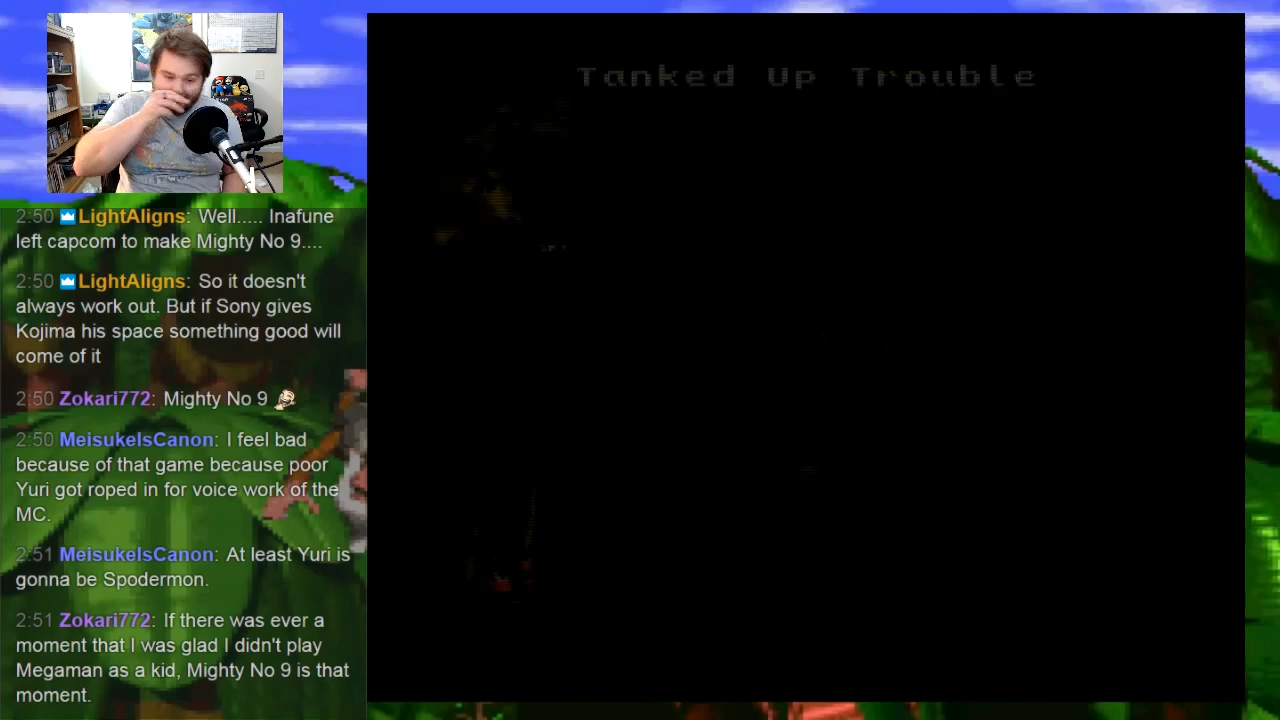 Tanked Up Trouble
2:50 LightAligns: Well..... Inafune
left capcom to make Mighty No 9....
2:50 LightAligns: So it doesn't
always work out. But if Sony gives
Kojima his space something good will
come of it
2:50 Zokari772: Mighty No 9
2:50 MeisukeIsCanon: I feel bad
because of that game because poor
Yuri got roped in for voice work of the
MC.
2:51 MeisukeIsCanon: At least Yuri is
gonna be Spodermon.
2:51 Zokari772: If there was ever a
moment that I was glad I didn't play
Megaman as a kid, Mighty No 9 is that
moment.